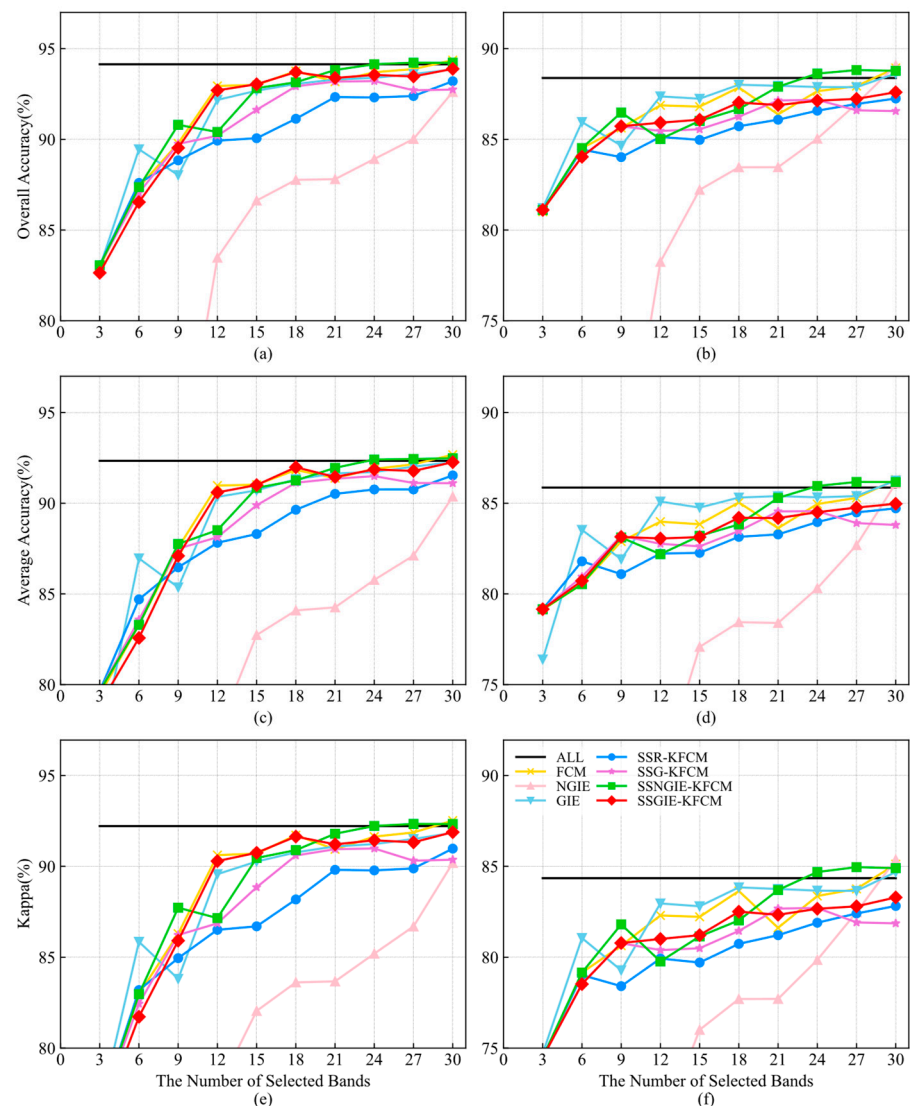 95
90
85
80
Overall Accuracy(%)
0 3 6 9 12 15 18 21 24 27 30
(a)
90
85
80
75
0 3 6 9 12 15 18 21 24 27 30
(b)
95
90
85
80
Average Accuracy(%)
0 3 6 9 12 15 18 21 24 27 30
(c)
90
85
80
75
0 3 6 9 12 15 18 21 24 27 30
(d)
95
90
85
80
Kappa(%)
0 3 6 9 12 15 18 21 24 27 30
The Number of Selected Bands
(e)
ALL SSR-KFCM
FCM SSG-KFCM
NGIE SSNGIE-KFCM
GIE SSGIE-KFCM
90
85
80
75
0 3 6 9 12 15 18 21 24 27 30
The Number of Selected Bands
(f)